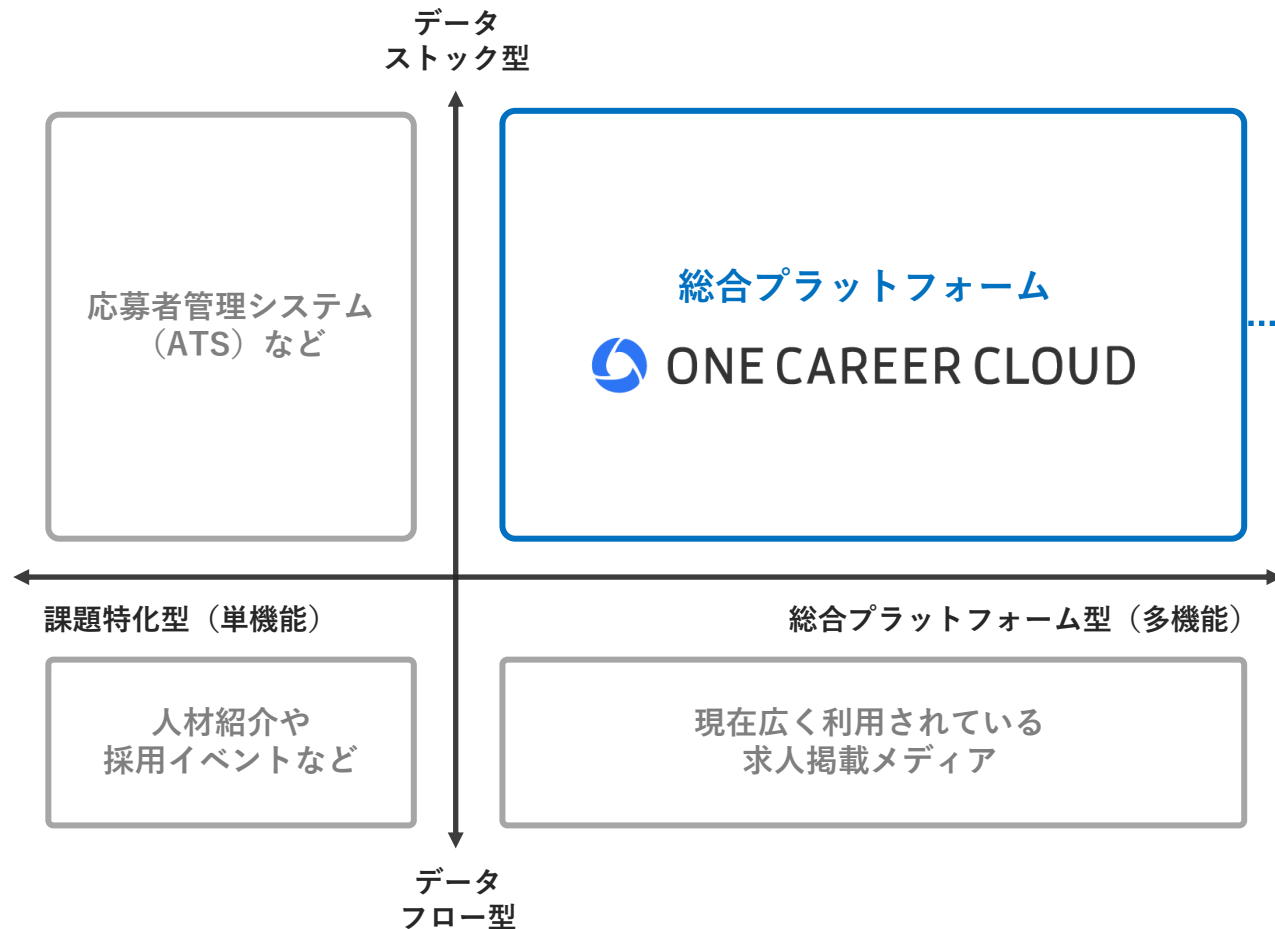 データ
ストック型
応募者管理システム
（ATS）など
総合プラットフォーム
ONE CAREER CLOUD
…
課題特化型（単機能）
総合プラットフォーム型（多機能）
人材紹介や
採用イベントなど
現在広く利用されている
求人掲載メディア
データ
フロー型